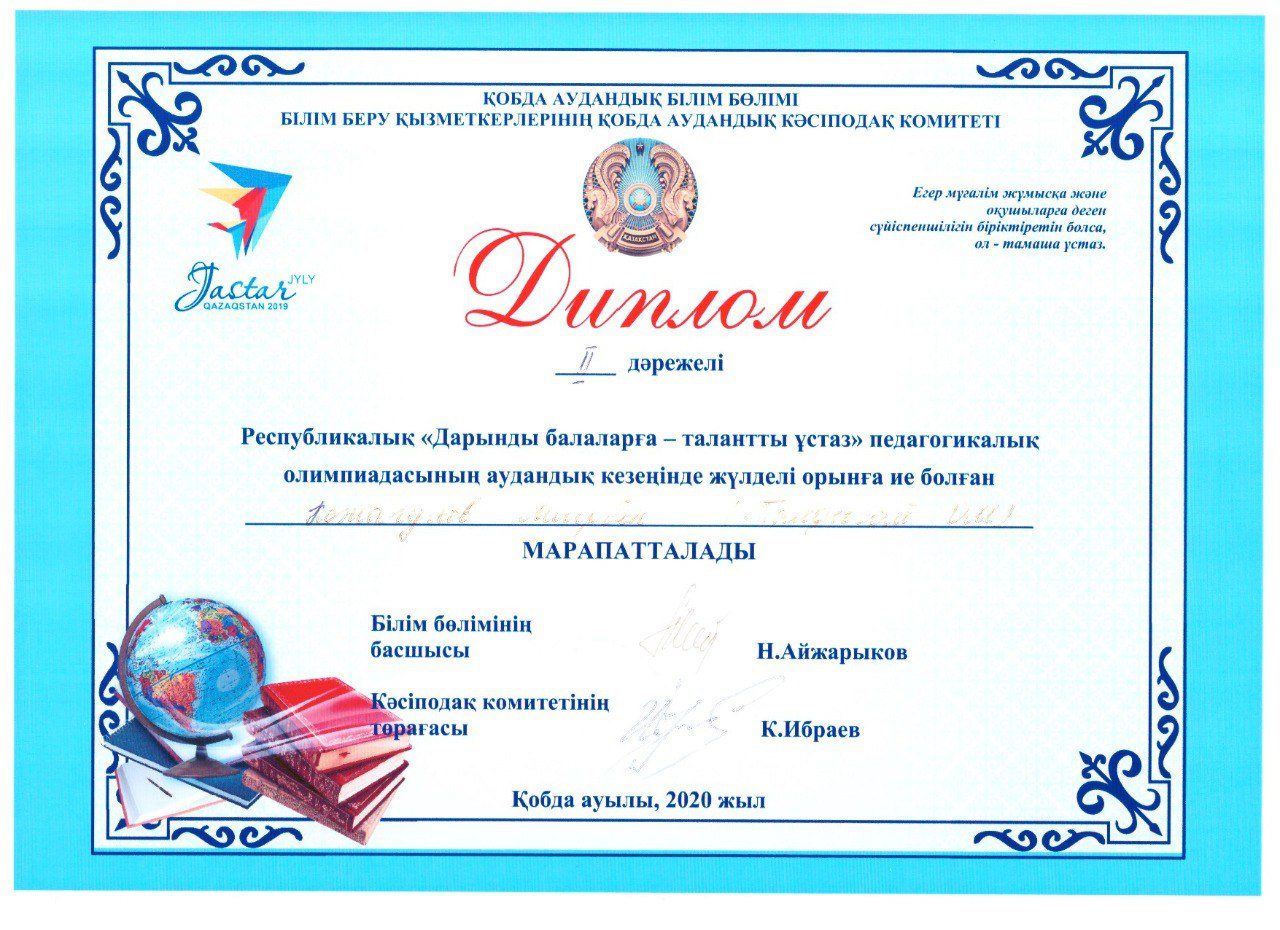 ҚОБДА АУДАНДЫҚ БІЛІМ БӨЛІМІ
БІЛІМ БЕРУ ҚЫЗМЕТКЕРЛЕРІНІҢ ҚОБДА АУДАНДЫҚ КӘСІПОДАҚ КОМИТЕТІ
ҚАЗАҚСТАН
Егер мұғалім жұмысқа және
оқушыларға деген
сүйіспеншілігін біріктіретін болса,
ол - тамаша ұстаз.
Jastar JYLY
QAZAQSTAN 2019
Диплом
II дәрежелі
Республикалық «Дарынды балаларға – талантты ұстаз» педагогикалық
олимпиадасының аудандық кезеңінде жүлделі орынға ие болған
МАРАПАТТАЛАДЫ
Білім бөлімінің
басшысы Н.Айжарыков
Кәсіподақ комитетінің
төрағасы К.Ибраев
Қобда ауылы, 2020 жыл